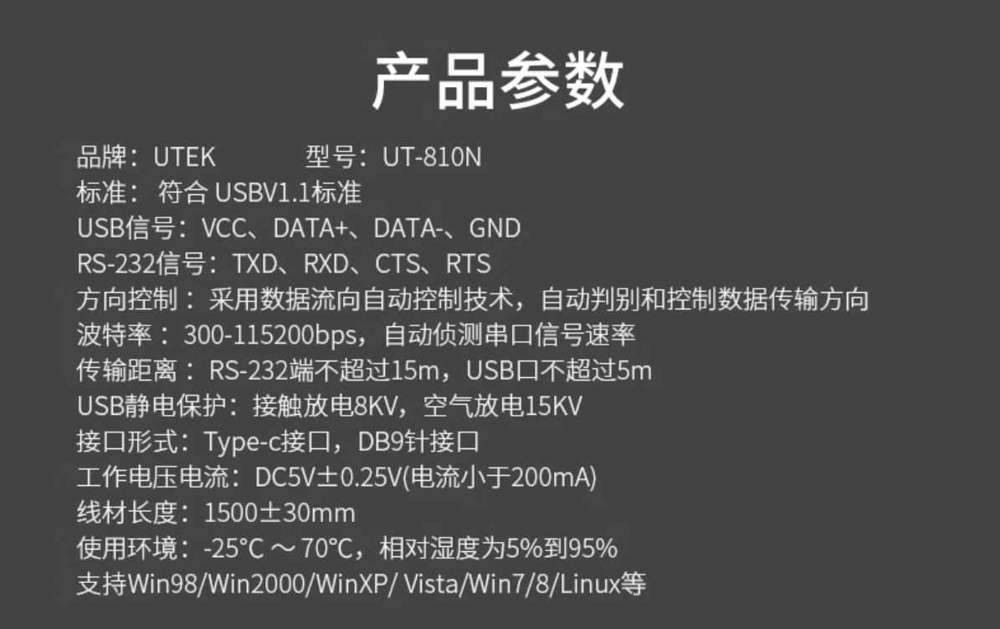 产品参数
品牌：UTEK 型号：UT-810N
标准： 符合 USBV1.1标准
USB信号：VCC、DATA+、DATA-、GND
RS-232信号：TXD、RXD、CTS、RTS
方向控制 ：采用数据流向自动控制技术，自动判别和控制数据传输方向
波特率 ：300-115200bps，自动侦测串口信号速率
传输距离 ：RS-232端不超过15m，USB口不超过5m
USB静电保护：接触放电8KV，空气放电15KV
接口形式：Type-c接口，DB9针接口
工作电压电流：DC5V±0.25V(电流小于200mA)
线材长度：1500±30mm
使用环境：-25℃ ～ 70℃，相对湿度为5%到95%
支持Win98/Win2000/WinXP/ Vista/Win7/8/Linux等